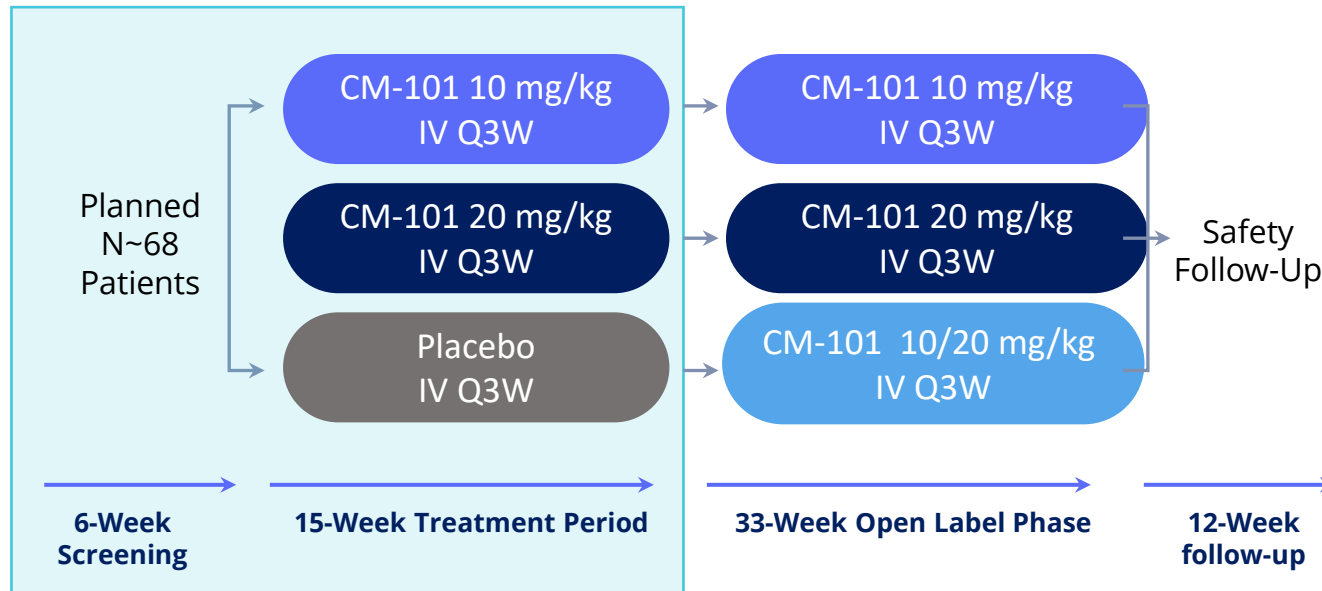 Planned
N~68
Patients
CM-101 10 mg/kg
IV Q3W
CM-101 20 mg/kg
IV Q3W
Placebo
IV Q3W
CM-101 10 mg/kg
IV Q3W
CM-101 20 mg/kg
IV Q3W
CM-101  10/20 mg/kg
IV Q3W
Safety
Follow-Up
6-Week
Screening
15-Week Treatment Period
33-Week Open Label Phase
12-Week
follow-up